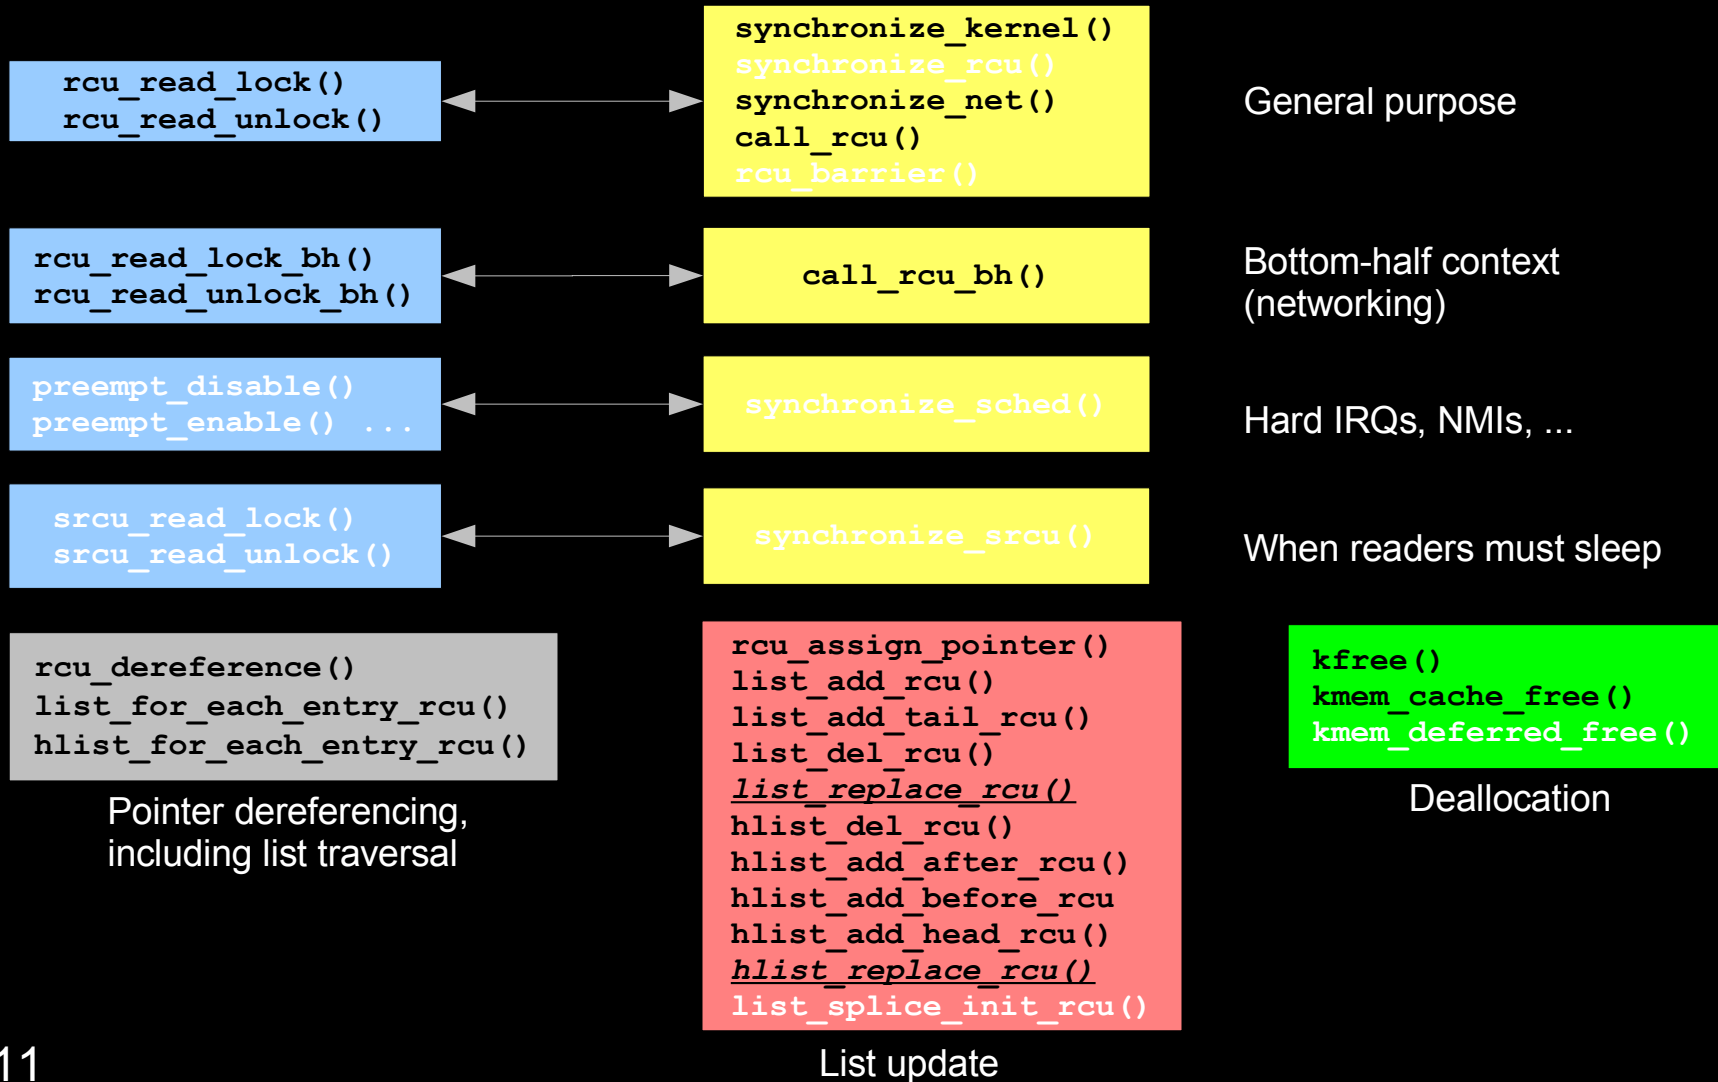 rcu_read_lock()
rcu_read_unlock()
synchronize_kernel()
synchronize_rcu()
synchronize_net()
call_rcu()
rcu_barrier()
General purpose
rcu_read_lock_bh()
rcu_read_unlock_bh()
call_rcu_bh()
Bottom-half context
(networking)
preempt_disable()
preempt_enable() ...
synchronize_sched()
Hard IRQs, NMIs, ...
srcu_read_lock()
srcu_read_unlock()
synchronize_srcu()
When readers must sleep
rcu_dereference()
list_for_each_entry_rcu()
hlist_for_each_entry_rcu()
Pointer dereferencing,
including list traversal
rcu_assign_pointer()
list_add_rcu()
list_add_tail_rcu()
list_del_rcu()
list_replace_rcu()
hlist_del_rcu()
hlist_add_after_rcu()
hlist_add_before_rcu
hlist_add_head_rcu()
hlist_replace_rcu()
list_splice_init_rcu()
List update
kfree()
kmem_cache_free()
kmem_deferred_free()
Deallocation
11